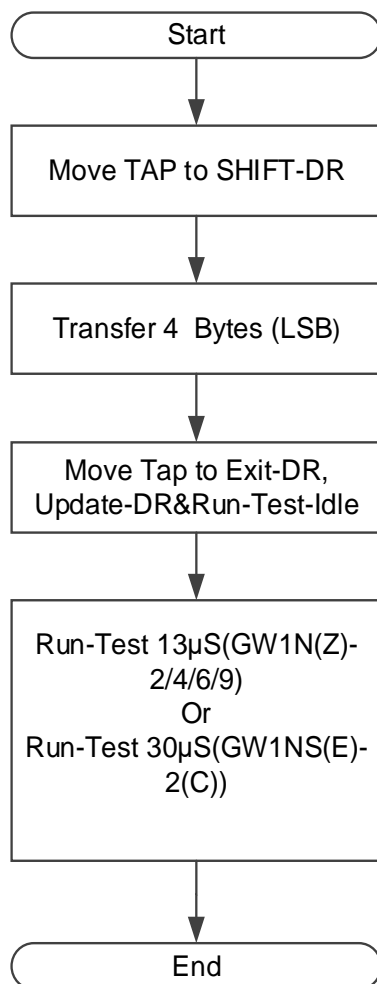 Start
Move TAP to SHIFT-DR
Transfer 4  Bytes (LSB)
Move Tap to Exit-DR,
Update-DR&Run-Test-Idle
Run-Test 13µS(GW1N(Z)-
2/4/6/9)
Or
Run-Test 30µS(GW1NS(E)-
2(C))
End